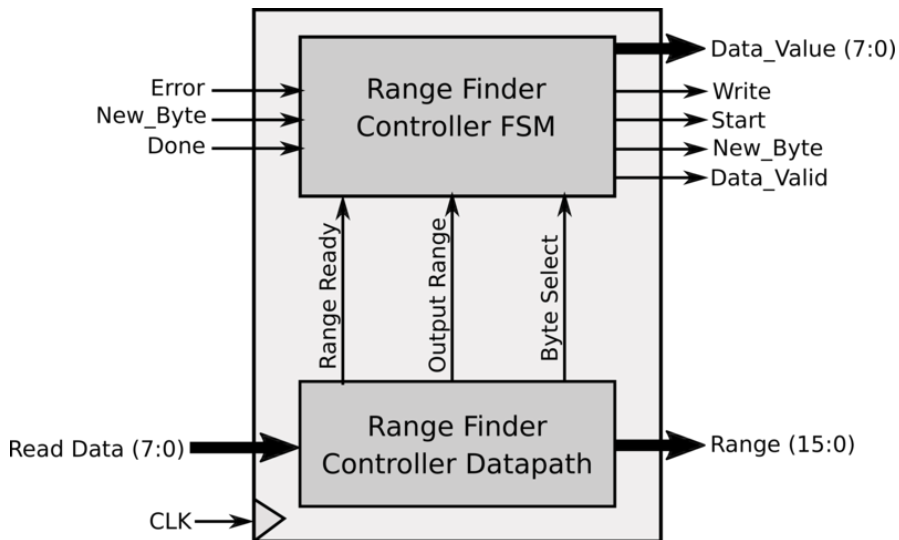 Data_Value (7:0)
Range Finder
Controller FSM
Error
New_Byte
Done
Write
Start
New_Byte
Data_Valid
Range Ready
Output Range
Byte Select
Range Finder
Controller Datapath
Read Data (7:0)
Range (15:0)
CLK